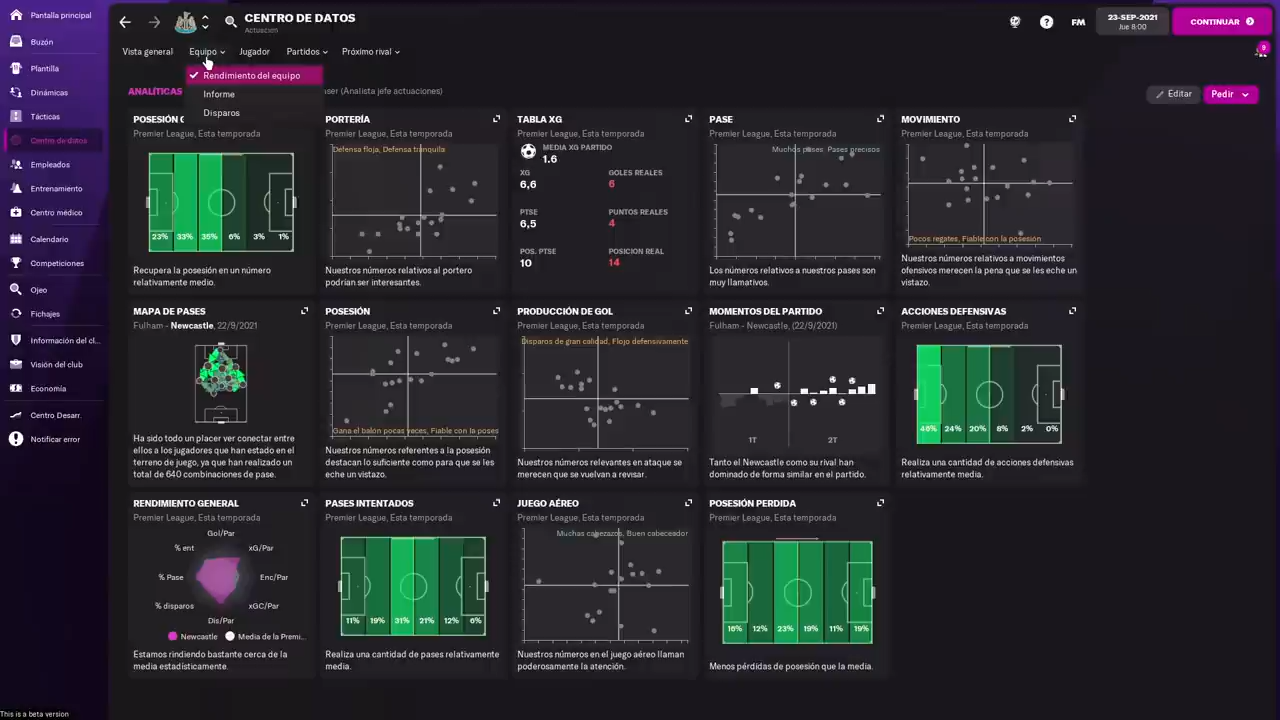 Pantalla principal
Buzón
Plantilla
Dinámicas
Tácticas
Centro de datos
Empleados
Entrenamiento
Centro médico
Calendario
Competiciones
Ojeo
Fichajes
Información del cl...
Visión del club
Economía
Centro Desarr.
Notificar error
This is a beta version
CENTRO DE DATOS
Actuación
FM
23-SEP-2021
Jue 8:00
CONTINUAR
9
Vista general
Equipo
Jugador
Partidos
Próximo rival
Rendimiento del equipo
Informe
Disparos
ANALÍTICAS
(Analista jefe actuaciones)
Editar
Pedir
POSESIÓN
Premier League, Esta temporada
23% 33% 35% 6% 3% 1%
Recupera la posesión en un número
relativamente medio.
PORTERÍA
Premier League, Esta temporada
Defensa floja, Defensa tranquila
Nuestros números relativos al portero
podrían ser interesantes.
TABLA XG
Premier League, Esta temporada
MEDIA XG PARTIDO
1.6
XG
6,6
GOLES REALES
6
PTSE
6,5
PUNTOS REALES
4
POS. PTSE
10
POSICION REAL
14
PASE
Premier League, Esta temporada
Muchos pases, Pases precisos
Los números relativos a nuestros pases son
muy llamativos.
MOVIMIENTO
Premier League, Esta temporada
Pocos regates, Fiable con la posesión
Nuestros números relativos a movimientos
ofensivos merecen la pena que se les eche un
vistazo.
MAPA DE PASES
Fulham - Newcastle, 22/9/2021
Ha sido todo un placer ver conectar entre
ellos a los jugadores que han estado en el
terreno de juego, ya que han realizado un
total de 640 combinaciones de pase.
POSESIÓN
Premier League, Esta temporada
Gana el balón pocas veces, Fiable con la poses
Nuestros números referentes a la posesión
destacan lo suficiente como para que se les
eche un vistazo.
PRODUCCIÓN DE GOL
Premier League, Esta temporada
Disparos de gran calidad, Flojo defensivamente
Nuestros números relevantes en ataque se
merecen que se vuelvan a revisar.
MOMENTOS DEL PARTIDO
Fulham - Newcastle, (22/9/2021)
1T 2T
Tanto el Newcastle como su rival han
dominado de forma similar en el partido.
ACCIONES DEFENSIVAS
Premier League, Esta temporada
24% 20% 2% 0%
Realiza una cantidad de acciones defensivas
relativamente media.
RENDIMIENTO GENERAL
Premier League, Esta temporada
Gol/Par
xG/Par
Enc/Par
xGC/Par
Dis/Par
% disparos
% Pase
% ent
Newcastle
Media de la Premi...
Estamos rindiendo bastante cerca de la
media estadísticamente.
PASES INTENTADOS
Premier League, Esta temporada
11% 19% 31% 21% 12% 6%
Realiza una cantidad de pases relativamente
media.
JUEGO AÉREO
Premier League, Esta temporada
Muchas cabezazos, Buen cabeceador
Nuestros números en el juego aéreo llaman
poderosamente la atención.
POSESIÓN PERDIDA
Premier League, Esta temporada
12% 23% 19% 11% 19%
Menos pérdidas de posesión que la media.